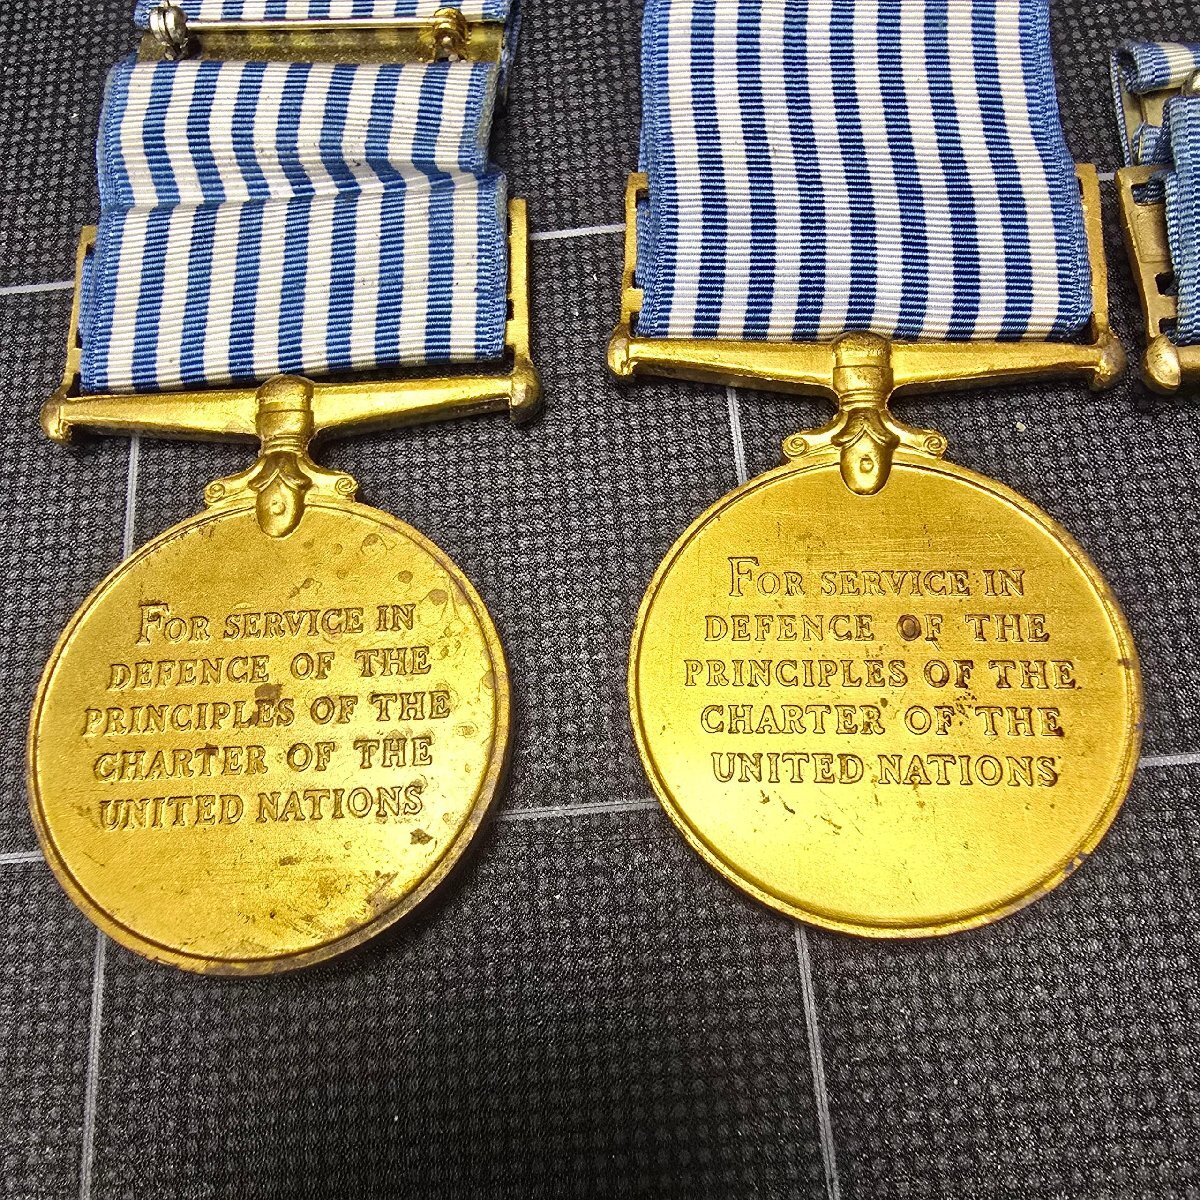 FOR SERVICE IN
DEFENCE OF THE
PRINCIPLES OF THE
CHARTER OF THE
UNITED NATIONS
FOR SERVICE IN
DEFENCE OF THE
PRINCIPLES OF THE
CHARTER OF THE
UNITED NATIONS